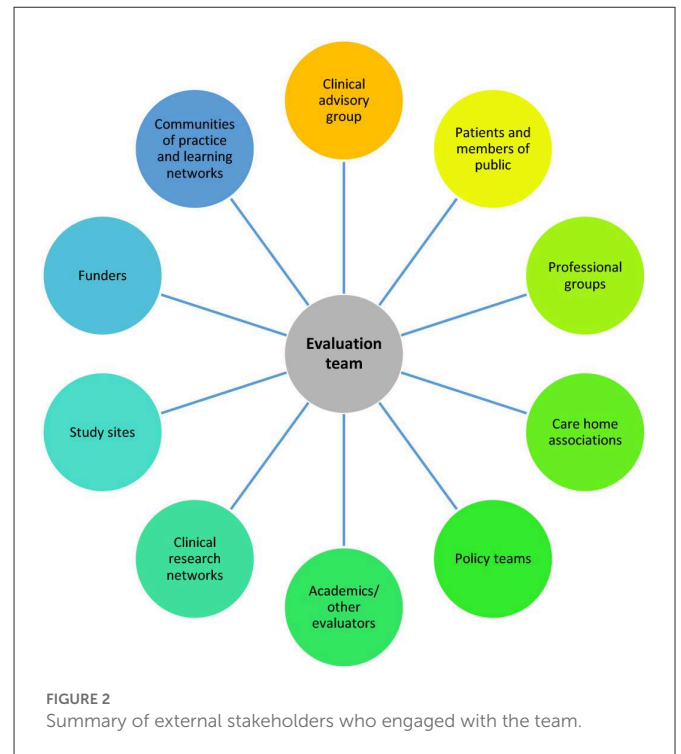 Clinical
advisory
group
Communities
of practice
and learning
networks
Patients and
members of
public
Funders
Professional
groups
Evaluation
team
Study sites
Care home
associations
Clinical
research
networks
Policy teams
Academics/
other
evaluators
FIGURE 2
Summary of external stakeholders who engaged with the team.